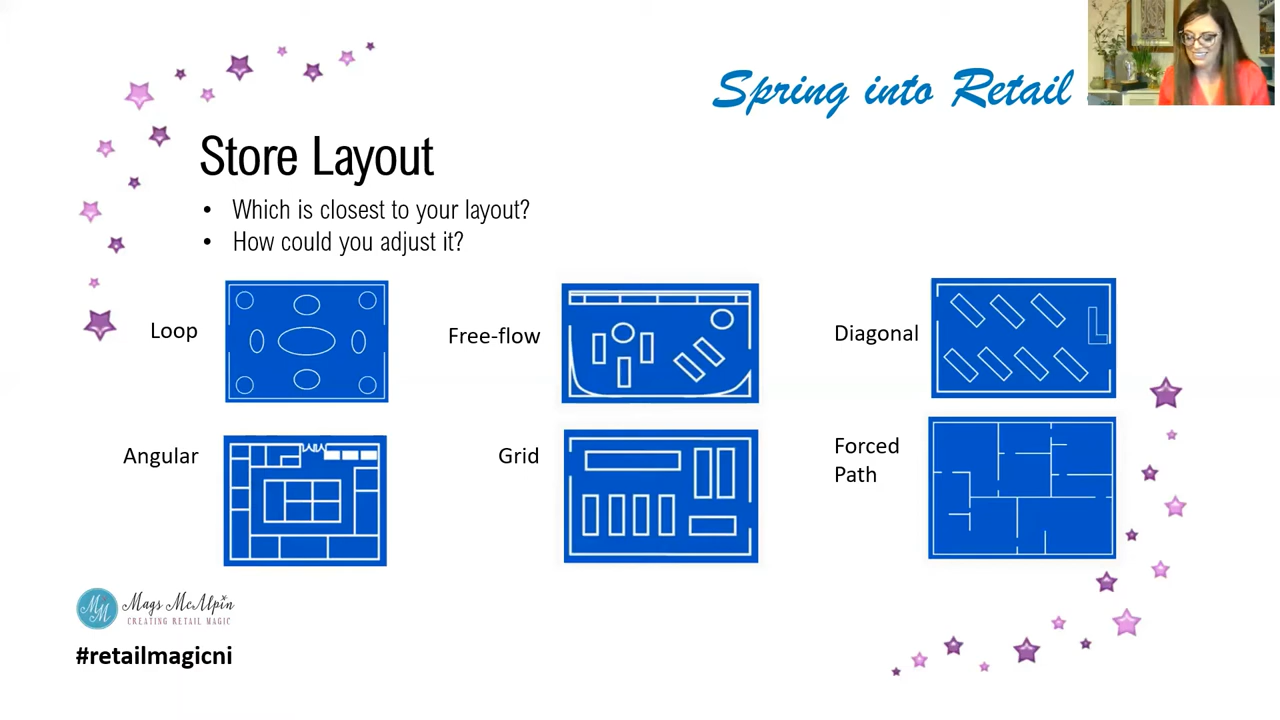 Spring into Retail
Store Layout
• Which is closest to your layout?
• How could you adjust it?
Loop
Free-flow
Diagonal
Angular
Grid
Forced
Path
MM
Mags McAlpin
CREATING RETAIL MAGIC
#retailmagicni